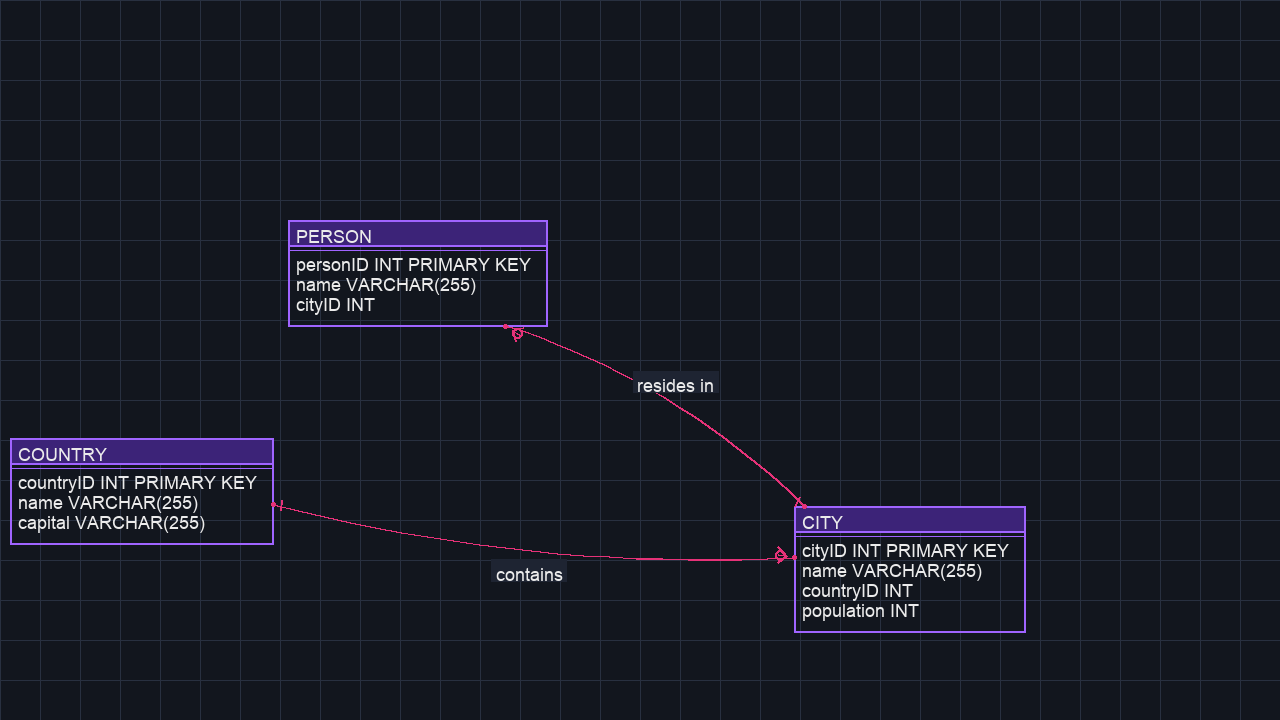 PERSON
personID INT PRIMARY KEY
name VARCHAR(255)
cityID INT
resides in
COUNTRY
countryID INT PRIMARY KEY
name VARCHAR(255)
capital VARCHAR(255)
contains
CITY
cityID INT PRIMARY KEY
name VARCHAR(255)
countryID INT
population INT